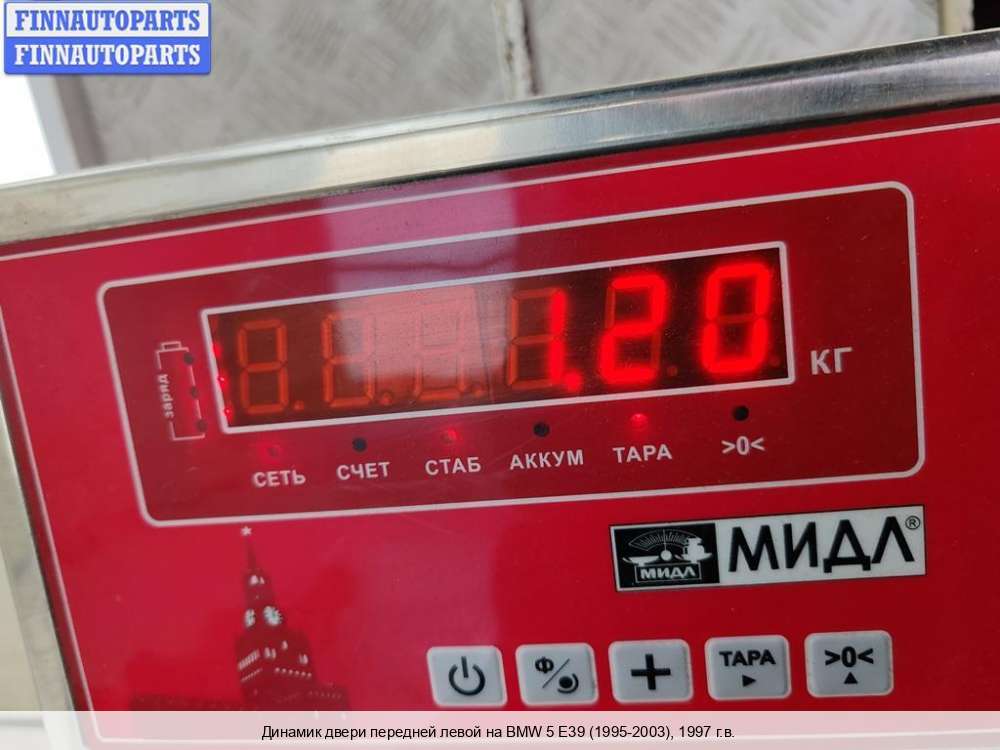 FINNAUTOPARTS
FINNAUTOPARTS
заряд
1.20
КГ
СЕТЬ СЧЕТ СТАБ АККУМ ТАРА >0<
МИДЛ
МИДЛ®
Ф/
+
ТАРА
>0<
Динамик двери передней левой на BMW 5 E39 (1995-2003), 1997 г.в.